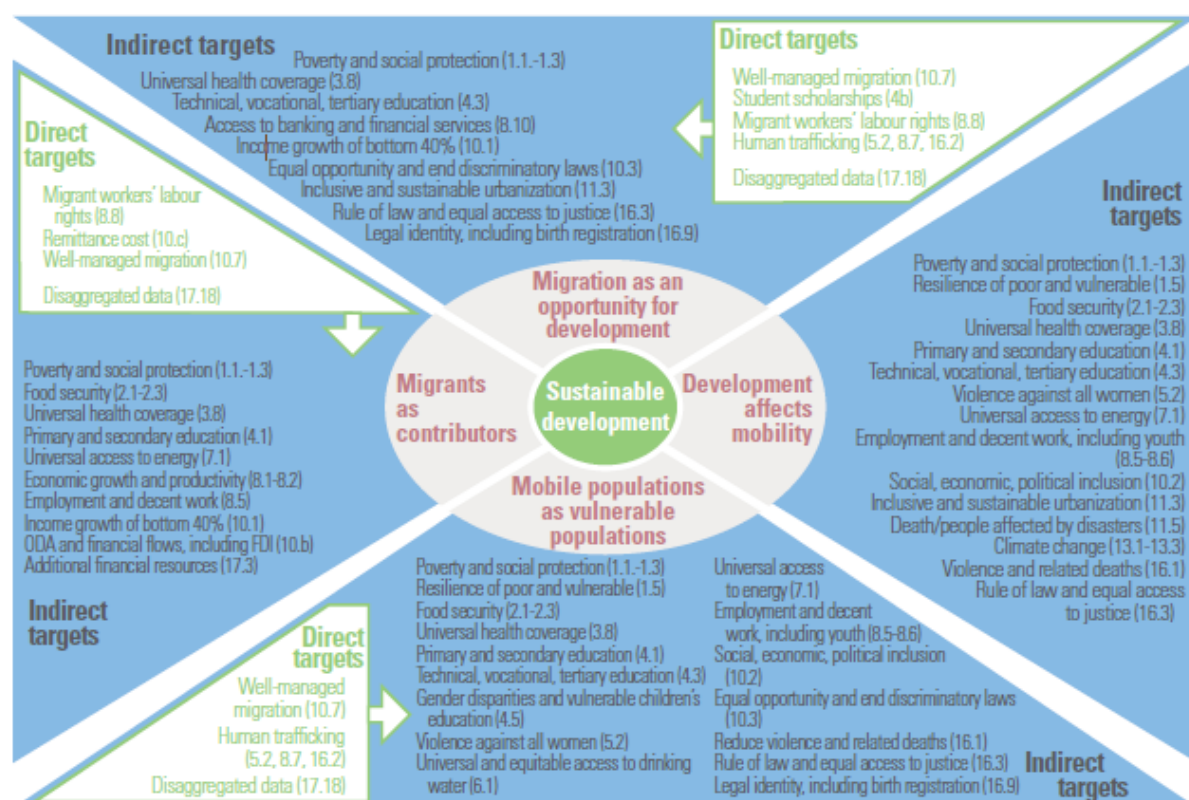 Indirect targets
Poverty and social protection (1.1.-1.3)
Universal health coverage (3.8)
Technical, vocational, tertiary education (4.3)
Access to banking and financial services (8.10)
Income growth of bottom 40% (10.1)
Equal opportunity and end discriminatory laws (10.3)
Inclusive and sustainable urbanization (11.3)
Rule of law and equal access to justice (16.3)
Legal identity, including birth registration (16.9)
Direct targets
Well-managed migration (10.7)
Student scholarships (4b)
Migrant workers' labour rights (8.8)
Human trafficking (5.2, 8.7, 16.2)
Disaggregated data (17.18)
Direct
targets
Migrant workers' labour
rights (8.8)
Remittance cost (10.c)
Well-managed migration (10.7)
Disaggregated data (17.18)
Poverty and social protection (1.1.-1.3)
Food security (2.1-2.3)
Universal health coverage (3.8)
Primary and secondary education (4.1)
Universal access to energy (7.1)
Economic growth and productivity (8.1-8.2)
Employment and decent work (8.5)
Income growth of bottom 40% (10.1)
ODA and financial flows, including FDI (10.b)
Additional financial resources (17.3)
Indirect
targets
Migration as an
opportunity for
development
Migrants
as
contributors
Sustainable
development
Development
affects
mobility
Mobile populations
as vulnerable
populations
Indirect
targets
Poverty and social protection (1.1.-1.3)
Resilience of poor and vulnerable (1.5)
Food security (2.1-2.3)
Universal health coverage (3.8)
Primary and secondary education (4.1)
Technical, vocational, tertiary education (4.3)
Violence against all women (5.2)
Universal access to energy (7.1)
Employment and decent work, including youth
(8.5-8.6)
Social, economic, political inclusion (10.2)
Inclusive and sustainable urbanization (11.3)
Death/people affected by disasters (11.5)
Climate change (13.1-13.3)
Violence and related deaths (16.1)
Rule of law and equal access
to justice (16.3)
Direct
targets
Well-managed
migration (10.7)
Human trafficking
(5.2, 8.7, 16.2)
Disaggregated data (17.18)
Poverty and social protection (1.1.-1.3)
Resilience of poor and vulnerable (1.5)
Food security (2.1-2.3)
Universal health coverage (3.8)
Primary and secondary education (4.1)
Technical, vocational, tertiary education (4.3)
Gender disparities and vulnerable children's
education (4.5)
Violence against all women (5.2)
Universal and equitable access to drinking
water (6.1)
Universal access
to energy (7.1)
Employment and decent
work, including youth (8.5-8.6)
Social, economic, political inclusion
(10.2)
Equal opportunity and end discriminatory laws
(10.3)
Reduce violence and related deaths (16.1)
Rule of law and equal access to justice (16.3)
Legal identity, including birth registration (16.9)
Indirect
targets